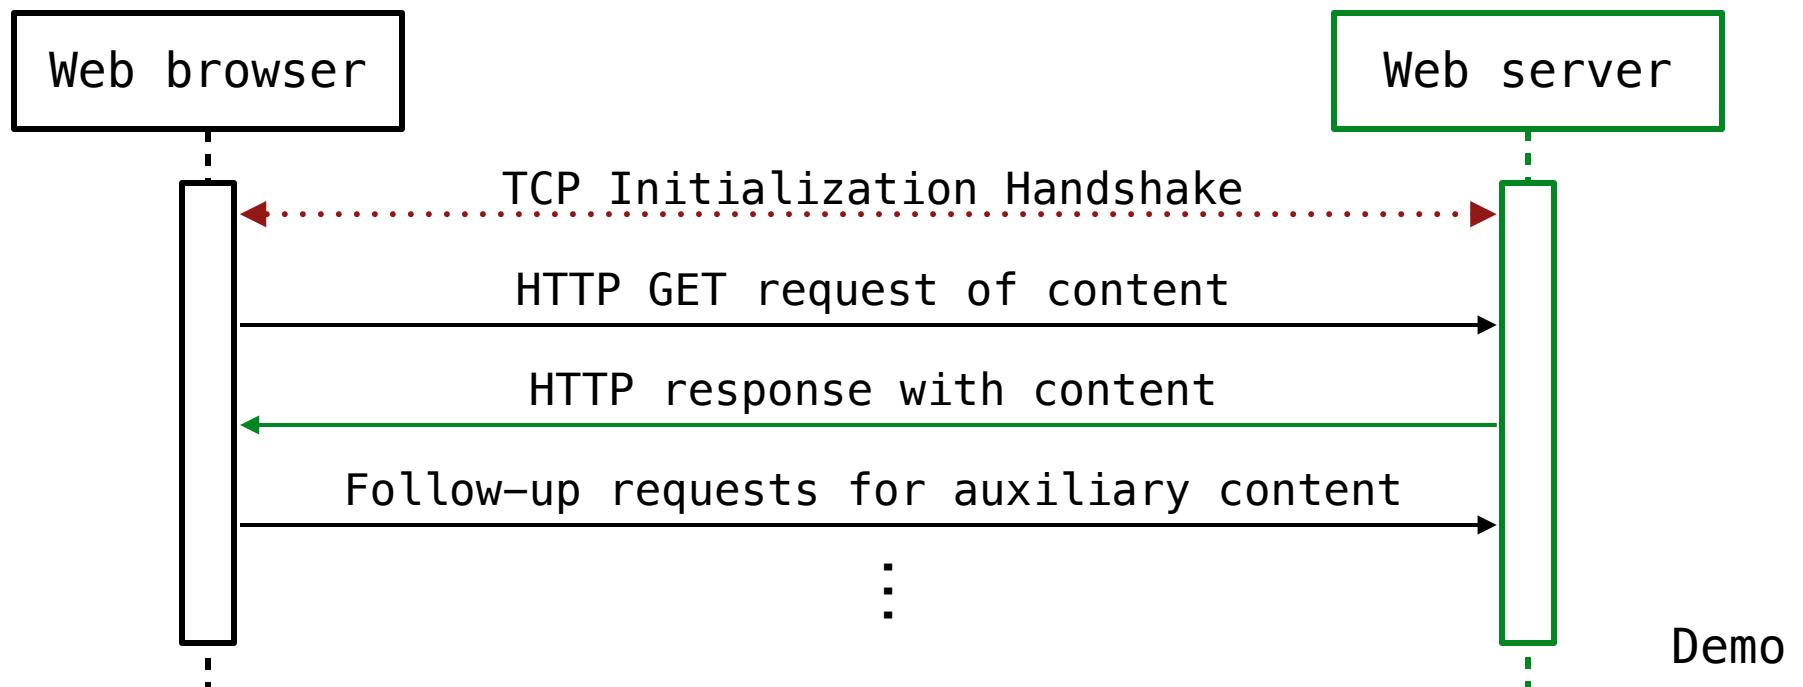 Web browser
Web server
TCP Initialization Handshake
HTTP GET request of content
HTTP response with content
Follow-up requests for auxiliary content
Demo